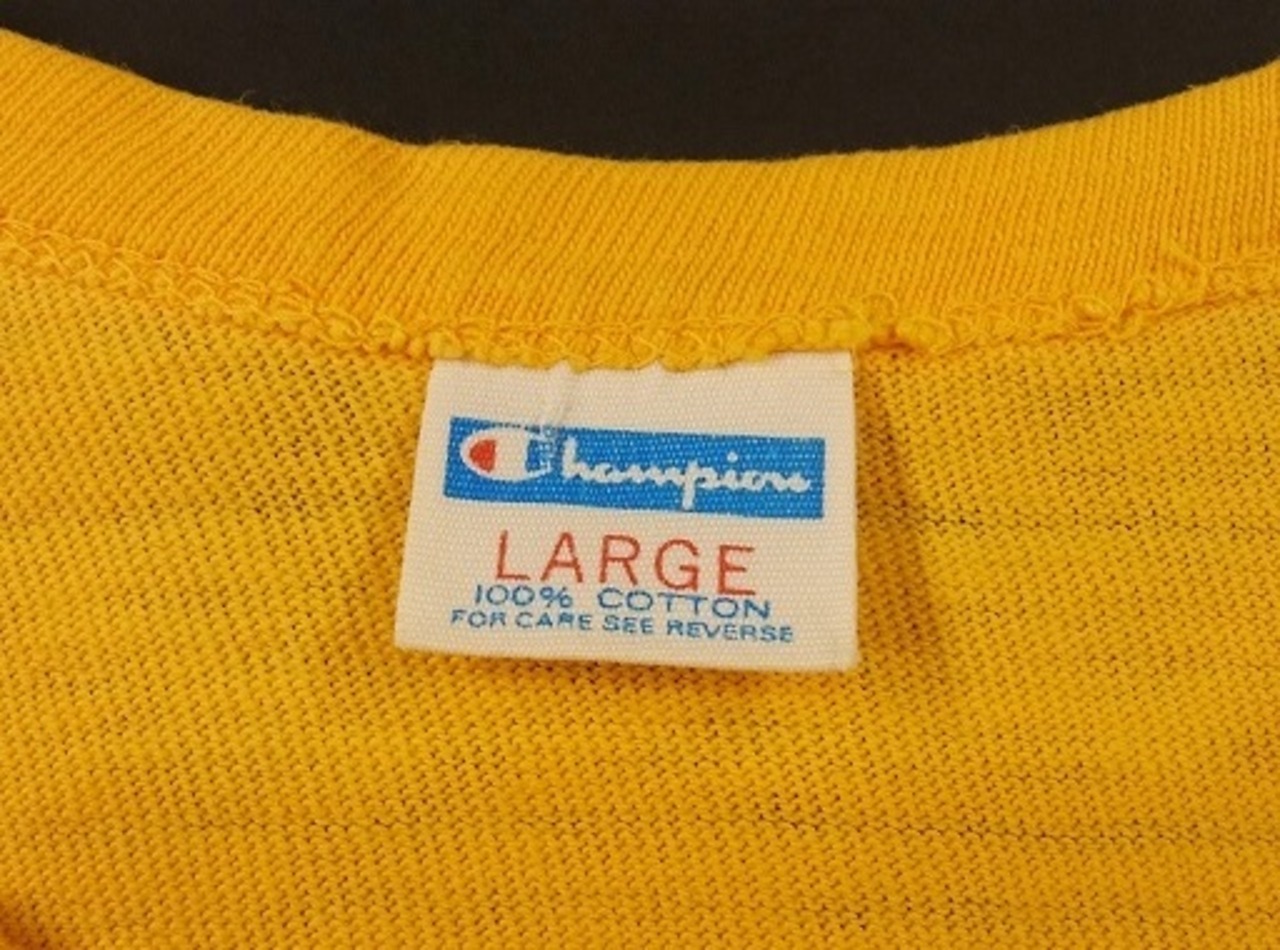 Champion
LARGE
100% COTTON
FOR CARE SEE REVERSE